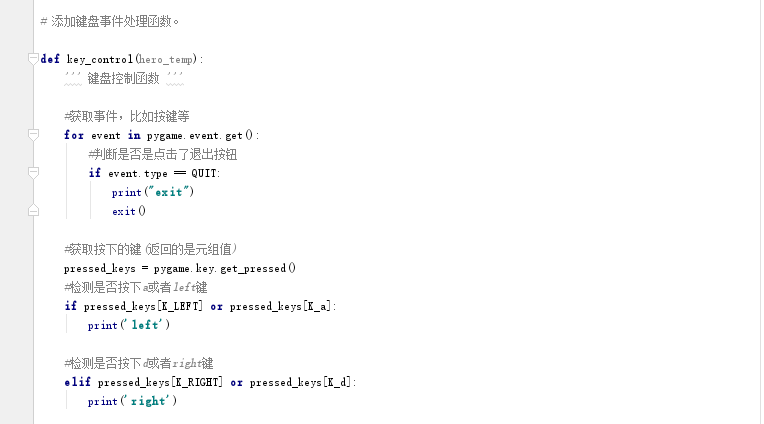 # 添加键盘事件处理函数。
def key_control(hero_temp):
''' 键盘控制函数 '''
#获取事件，比如按键等
for event in pygame.event.get():
#判断是否是点击了退出按钮
if event.type == QUIT:
print("exit")
exit()
#获取按下的键(返回的是元组值)
pressed_keys = pygame.key.get_pressed()
#检测是否按下a或者left键
if pressed_keys[K_LEFT] or pressed_keys[K_a]:
print('left')
#检测是否按下d或者right键
elif pressed_keys[K_RIGHT] or pressed_keys[K_d]:
print('right')